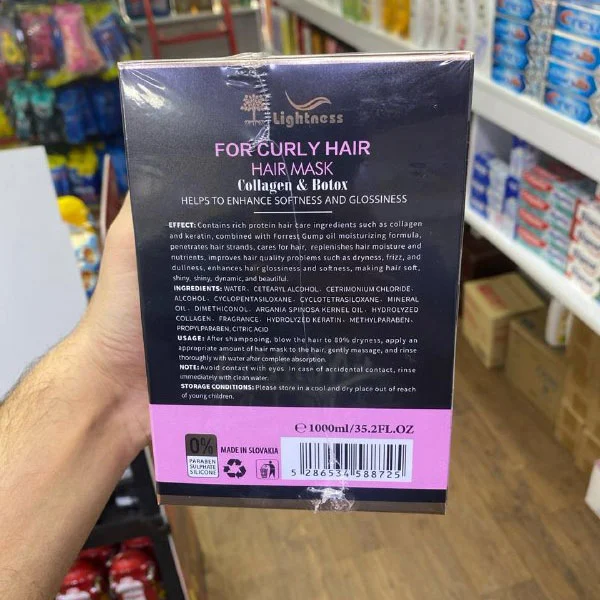 Lightness
FOR CURLY HAIR
HAIR MASK
Collagen & Botox
HELPS TO ENHANCE SOFTNESS AND GLOSSINESS
EFFECT: Contains rich protein hair care ingredients such as collagen
and keratin, combined with Forrest Gump oil moisturizing formula,
penetrates hair strands, cares for hair, replenishes hair moisture and
nutrients, improves hair quality problems such as dryness, frizz, and
dullness, enhances hair glossiness and softness, making hair soft,
shiny, shiny, dynamic, and beautiful.
INGREDIENTS: WATER、CETEARYL ALCOHOL、CETRIMONIUM CHLORIDE、
ALCOHOL、CYCLOPENTASILOXANE、CYCLOTETRASILOXANE、MINERAL
OIL、DIMETHICONOL、ARGANIA SPINOSA KERNEL OIL、HYDROLYZED
COLLAGEN、FRAGRANCE、HYDROLYZED KERATIN、METHYLPARABEN、
PROPYLPARABEN, CITRIC ACID
USAGE: After shampooing, blow the hair to 80% dryness, apply an
appropriate amount of hair mask to the hair, gently massage, and rinse
thoroughly with water after complete absorption.
NOTE: Avoid contact with eyes. In case of accidental contact, rinse
immediately with clean water.
STORAGE CONDITIONS: Please store in a cool and dry place out of reach
of young children.
℮ 1000ml/35.2FL.OZ
0%
PARABEN
SULPHATE
SILICONE
MADE IN SLOVAKIA
5 286534 588725